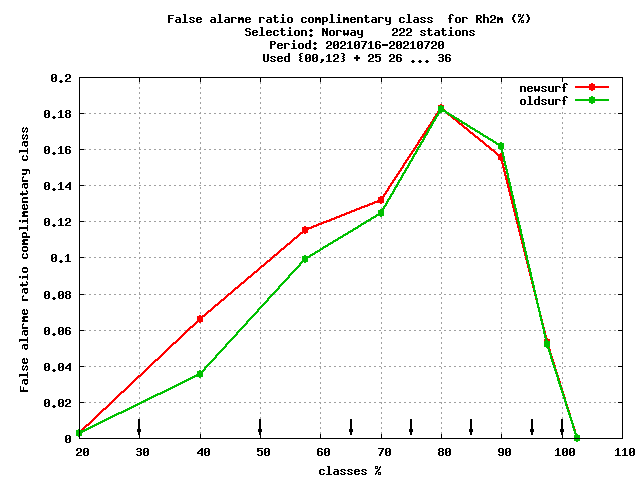 False alarme ratio complimentary class  for Rh2m (%)
Selection: Norway    222 stations
Period: 20210716-20210720
Used {00,12} + 25 26 ... 36
newsurf
oldsurf
False alarme ratio complimentary class
0.2
0.18
0.16
0.14
0.12
0.1
0.08
0.06
0.04
0.02
0
20 30 40 50 60 70 80 90 100 110
classes %